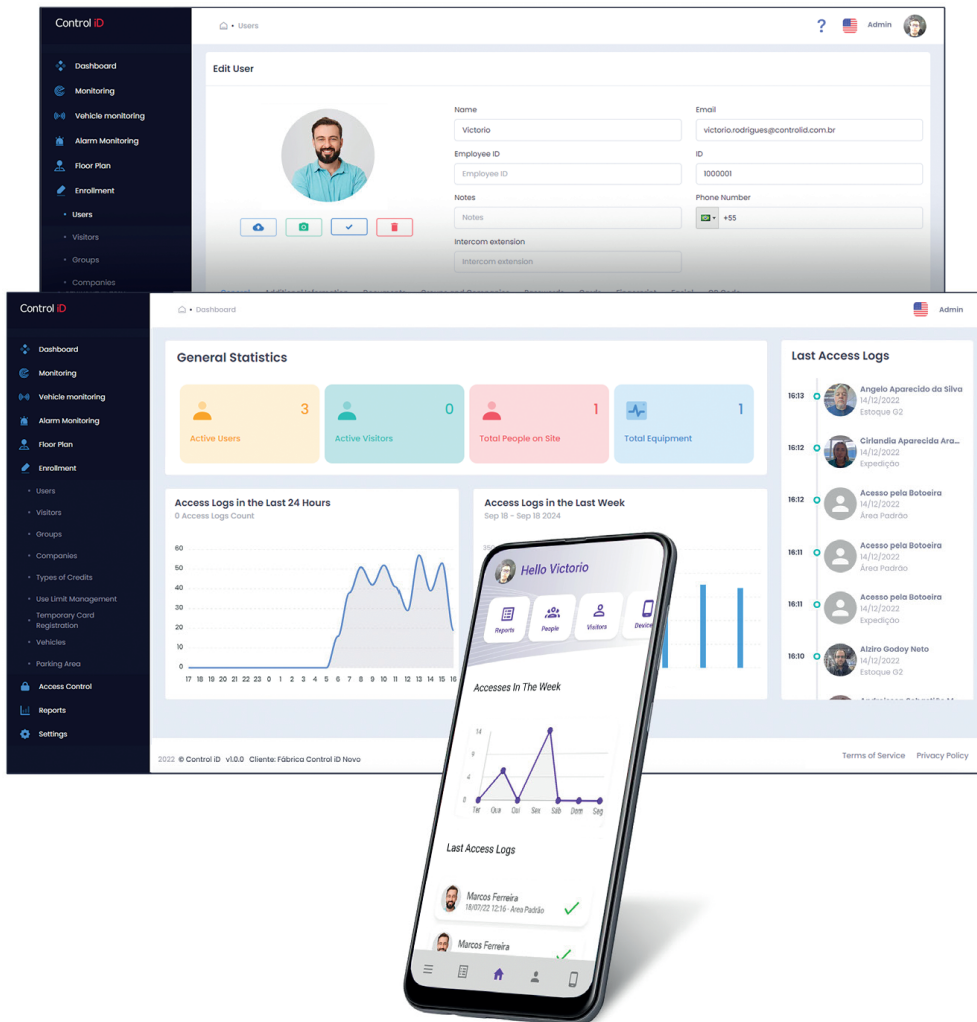 Control iD
Users
?
Admin
Dashboard
Monitoring
Vehicle monitoring
Alarm Monitoring
Floor Plan
Enrollment
Users
Visitors
Groups
Companies
Edit User
Name
Email
Victorio
victorio.rodrigues@controlid.com.br
Employee ID
ID
Employee ID
1000001
Notes
Phone Number
Notes
+55
Intercom extension
Intercom extension
Control iD
Dashboard
Admin
Dashboard
Monitoring
Vehicle monitoring
Alarm Monitoring
Floor Plan
Enrollment
Users
Visitors
Groups
Companies
Types of Credits
Use Limit Management
Temporary Card
Registration
Vehicles
Parking Area
Access Control
Reports
Settings
General Statistics
3
Active Users
0
Active Visitors
1
Total People on Site
1
Total Equipment
Access Logs in the Last 24 Hours
0 Access Logs Count
60
50
40
30
20
10
0
17 18 19 20 21 22 23 0 1 2 3 4 5 6 7 8 9 10 11 12 13 14 15 16
Access Logs in the Last Week
Sep 18 - Sep 18 2024
Last Access Logs
16:13
Angelo Aparecido da Silva
14/12/2022
Estoque G2
16:12
Cirlandia Aparecida Ara...
14/12/2022
Expedição
16:12
Acesso pela Botoeira
14/12/2022
Área Padrão
16:11
Acesso pela Botoeira
14/12/2022
Área Padrão
16:11
Acesso pela Botoeira
14/12/2022
Expedição
16:10
Alziro Godoy Neto
14/12/2022
Estoque G2
2022 © Control iD v1.0.0 Cliente: Fábrica Control iD Novo
Terms of Service Privacy Policy
Hello Victorio
Reports
People
Visitors
Device
Accesses In The Week
14
9
4
0
Ter Qua Qui Sex Sáb Dom Seg
Last Access Logs
Marcos Ferreira
18/07/22 12:16 - Area Padrão
Marcos Ferreira